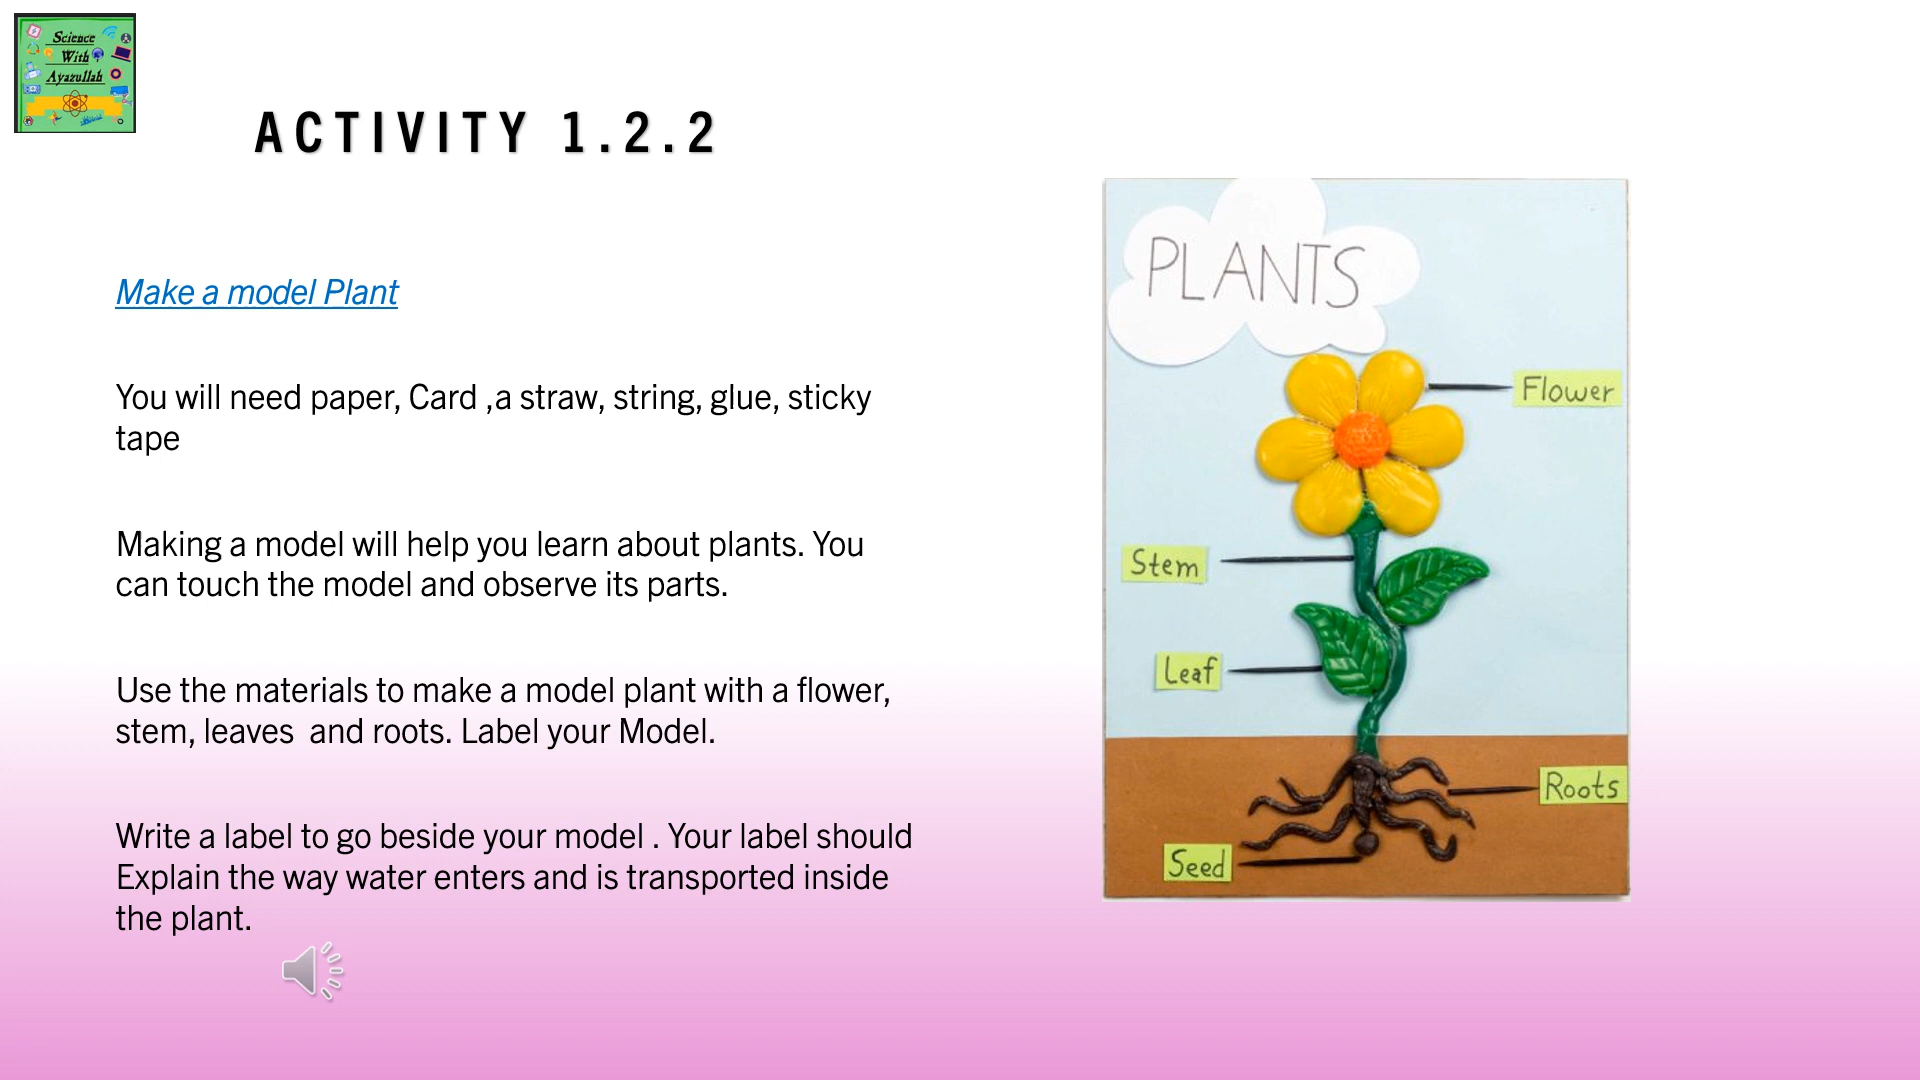 Science
With
Ayazullah
ACTIVITY 1.2.2
Make a model Plant
You will need paper, Card ,a straw, string, glue, sticky
tape
Making a model will help you learn about plants. You
can touch the model and observe its parts.
Use the materials to make a model plant with a flower,
stem, leaves  and roots. Label your Model.
Write a label to go beside your model . Your label should
Explain the way water enters and is transported inside
the plant.
PLANTS
Flower
Stem
Leaf
Roots
Seed